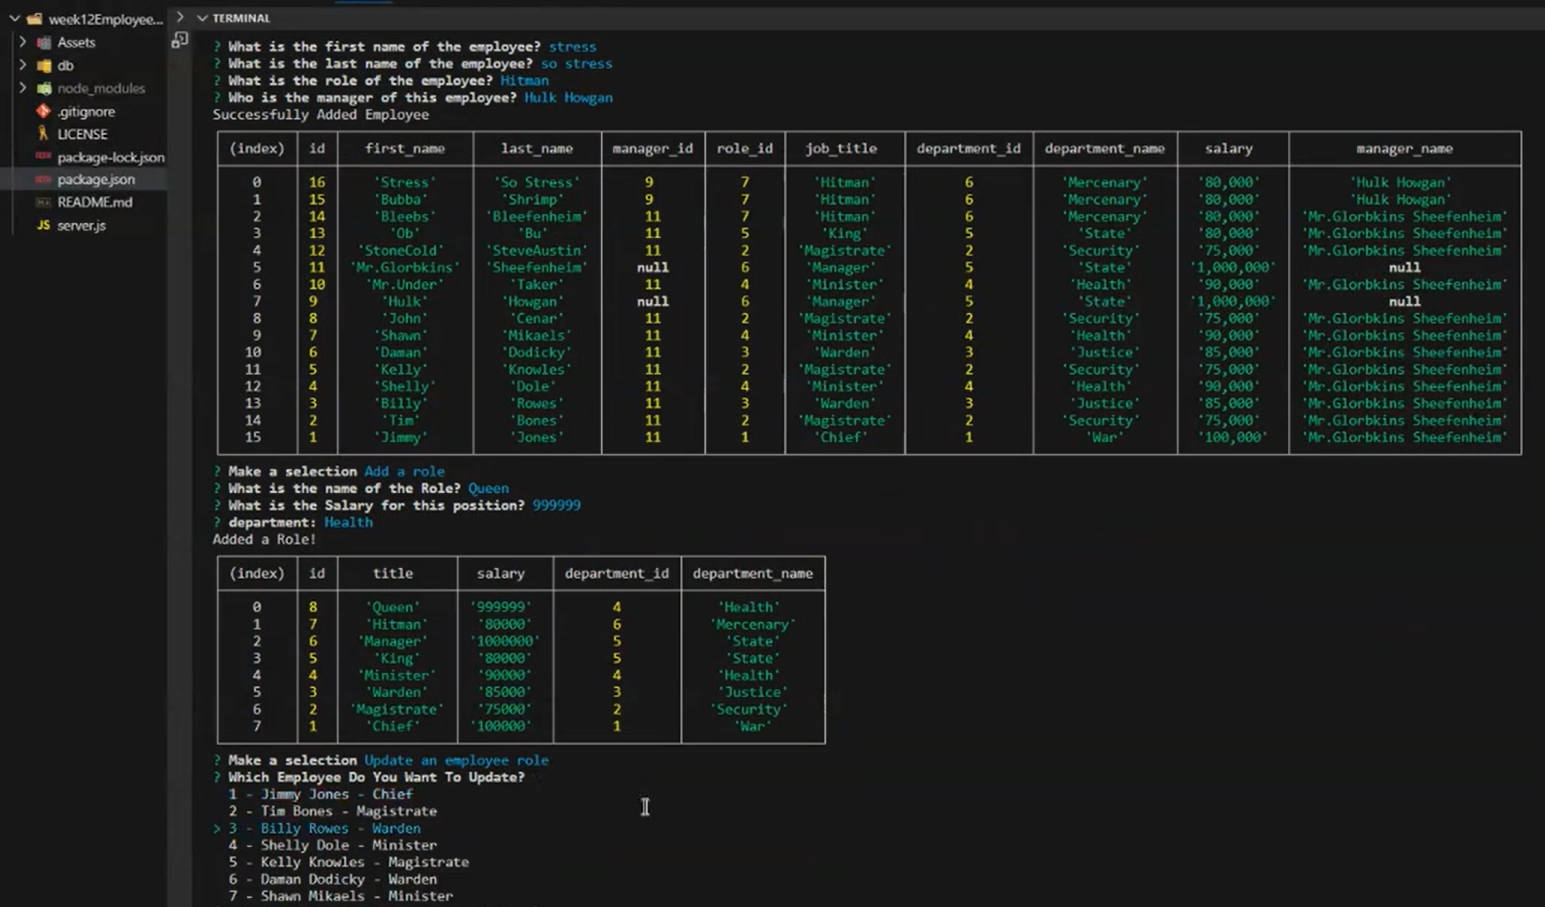 week12Employee...
Assets
db
node_modules
.gitignore
LICENSE
package-lock.json
package.json
README.md
JS server.js
TERMINAL
? What is the first name of the employee? stress
? What is the last name of the employee? so stress
? What is the role of the employee? Hitman
? Who is the manager of this employee? Hulk Howgan
Successfully Added Employee
(index) id first_name last_name manager_id role_id job_title department_id department_name salary manager_name
0 16 'Stress' 'So Stress' 9 7 'Hitman' 6 'Mercenary' '80,000' 'Hulk Howgan'
1 15 'Bubba' 'Shrimp' 9 7 'Hitman' 6 'Mercenary' '80,000' 'Hulk Howgan'
2 14 'Bleebs' 'Bleefenheim' 11 7 'Hitman' 6 'Mercenary' '80,000' 'Mr.Glorbkins Sheefenheim'
3 13 'Ob' 'Bu' 11 5 'King' 5 'State' '80,000' 'Mr.Glorbkins Sheefenheim'
4 12 'StoneCold' 'SteveAustin' 11 2 'Magistrate' 2 'Security' '75,000' 'Mr.Glorbkins Sheefenheim'
5 11 'Mr.Glorbkins' 'Sheefenheim' null 6 'Manager' 5 'State' '1,000,000' null
6 10 'Mr.Under' 'Taker' 11 4 'Minister' 4 'Health' '90,000' 'Mr.Glorbkins Sheefenheim'
7 9 'Hulk' 'Howgan' null 6 'Manager' 5 'State' '1,000,000' null
8 8 'John' 'Cenar' 11 2 'Magistrate' 2 'Security' '75,000' 'Mr.Glorbkins Sheefenheim'
9 7 'Shawn' 'Mikaels' 11 4 'Minister' 4 'Health' '90,000' 'Mr.Glorbkins Sheefenheim'
10 6 'Daman' 'Dodicky' 11 3 'Warden' 3 'Justice' '85,000' 'Mr.Glorbkins Sheefenheim'
11 5 'Kelly' 'Knowles' 11 2 'Magistrate' 2 'Security' '75,000' 'Mr.Glorbkins Sheefenheim'
12 4 'Shelly' 'Dole' 11 4 'Minister' 4 'Health' '90,000' 'Mr.Glorbkins Sheefenheim'
13 3 'Billy' 'Rowes' 11 3 'Warden' 3 'Justice' '85,000' 'Mr.Glorbkins Sheefenheim'
14 2 'Tim' 'Bones' 11 2 'Magistrate' 2 'Security' '75,000' 'Mr.Glorbkins Sheefenheim'
15 1 'Jimmy' 'Jones' 11 1 'Chief' 1 'War' '100,000' 'Mr.Glorbkins Sheefenheim'
? Make a selection Add a role
? What is the name of the Role? Queen
? What is the Salary for this position? 999999
? department: Health
Added a Role!
(index) id title salary department_id department_name
0 8 'Queen' '999999' 4 'Health'
1 7 'Hitman' '80000' 6 'Mercenary'
2 6 'Manager' '1000000' 5 'State'
3 5 'King' '80000' 5 'State'
4 4 'Minister' '90000' 4 'Health'
5 3 'Warden' '85000' 3 'Justice'
6 2 'Magistrate' '75000' 2 'Security'
7 1 'Chief' '100000' 1 'War'
? Make a selection Update an employee role
? Which Employee Do You Want To Update?
1 - Jimmy Jones - Chief
2 - Tim Bones - Magistrate
> 3 - Billy Rowes - Warden
4 - Shelly Dole - Minister
5 - Kelly Knowles - Magistrate
6 - Daman Dodicky - Warden
7 - Shawn Mikaels - Minister